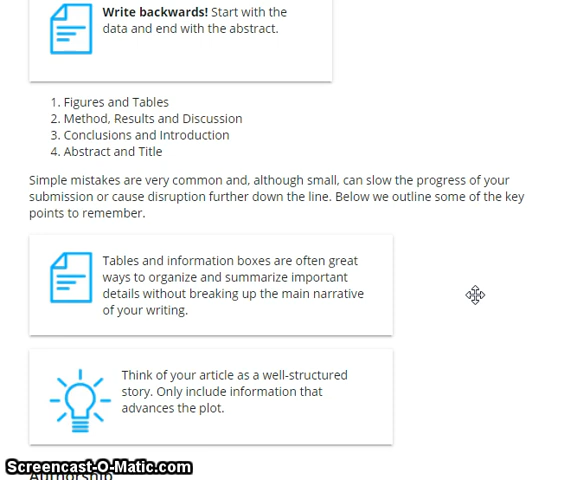 Write backwards! Start with the
data and end with the abstract.
1. Figures and Tables
2. Method, Results and Discussion
3. Conclusions and Introduction
4. Abstract and Title
Simple mistakes are very common and, although small, can slow the progress of your
submission or cause disruption further down the line. Below we outline some of the key
points to remember.
Tables and information boxes are often great
ways to organize and summarize important
details without breaking up the main narrative
of your writing.
Think of your article as a well-structured
story. Only include information that
advances the plot.
Screencast-O-Matic.com
Authorship